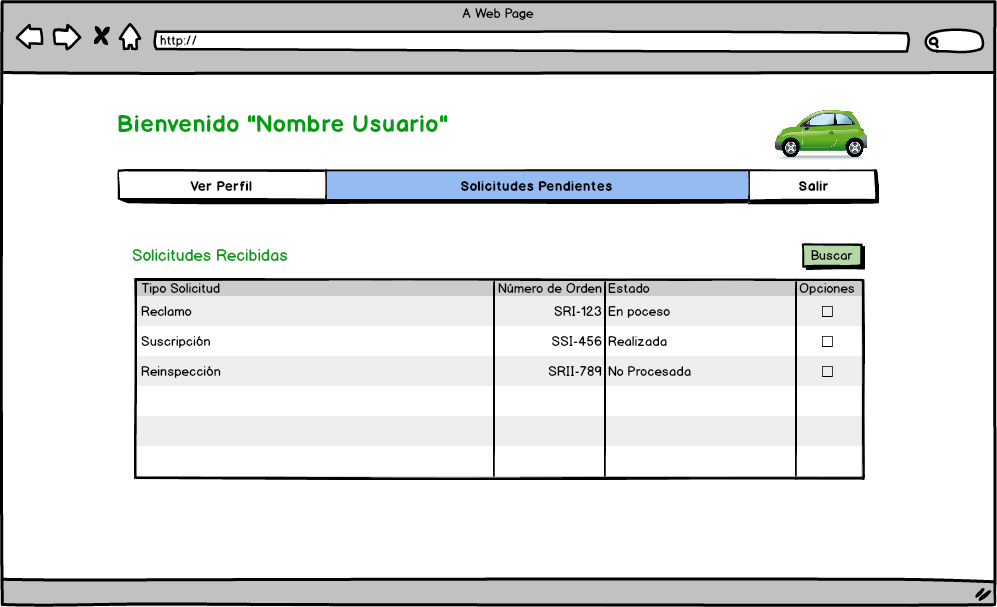 A Web Page
http://
Bienvenido "Nombre Usuario"
Ver Perfil Solicitudes Pendientes Salir
Solicitudes Recibidas Buscar
Tipo Solicitud Número de Orden Estado Opciones
Reclamo SRI-123 En poceso
Suscripción SSI-456 Realizada
Reinspección SRII-789 No Procesada